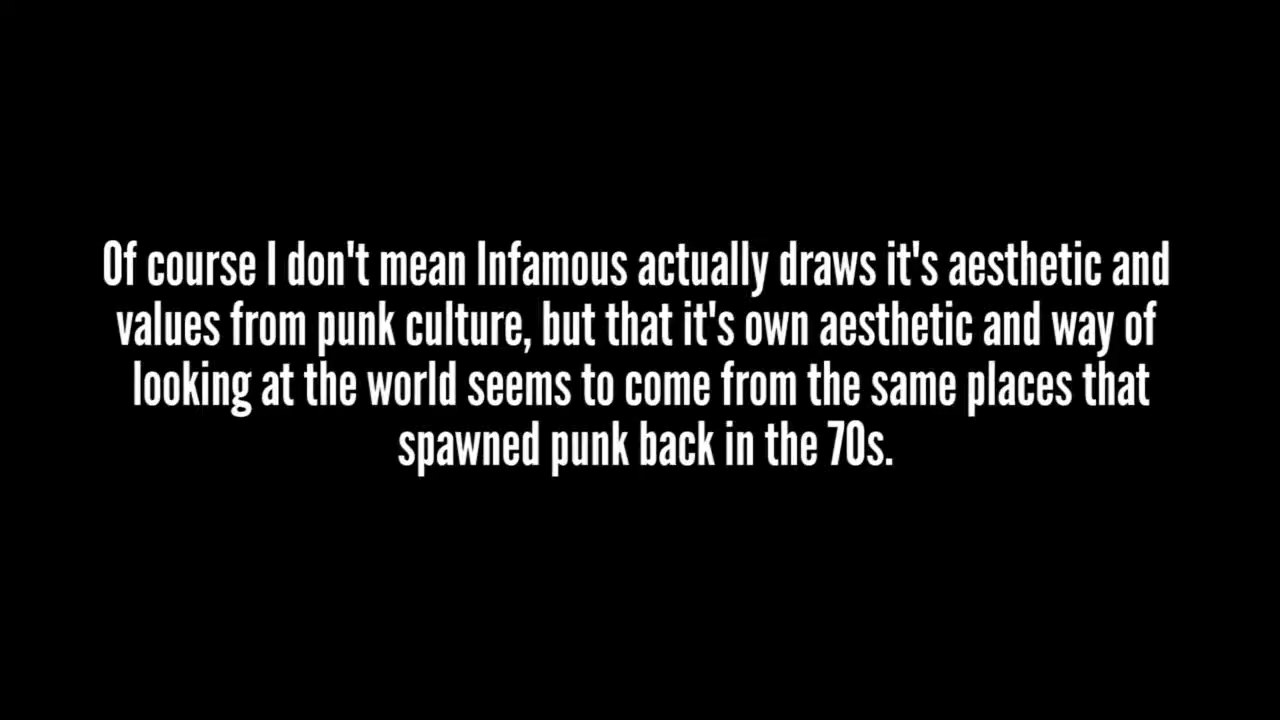 Of course I don't mean Infamous actually draws it's aesthetic and
values from punk culture, but that it's own aesthetic and way of
looking at the world seems to come from the same places that
spawned punk back in the 70s.